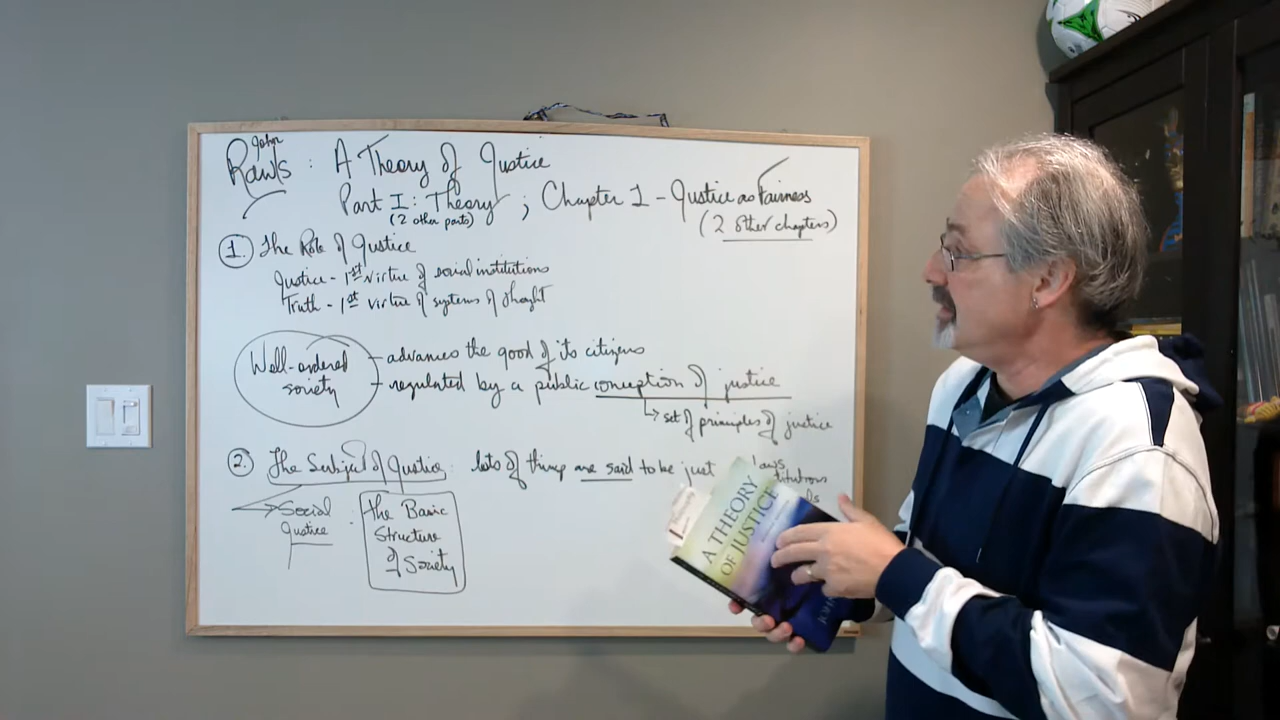 John
Rawls : A Theory of Justice
Part I: Theory ; Chapter 1 - Justice as Fairness
(2 other parts)
(2 other chapters)
1. The Role of Justice
Justice - 1st virtue of social institutions
Truth - 1st virtue of systems of thought
Well-ordered society
- advances the good of its citizens
- regulated by a public conception of justice
→ set of principles of justice
2. The Subject of Justice : lots of things are said to be just
laws
Social
Justice
the Basic
Structure
of Society
A THEORY
OF JUSTICE